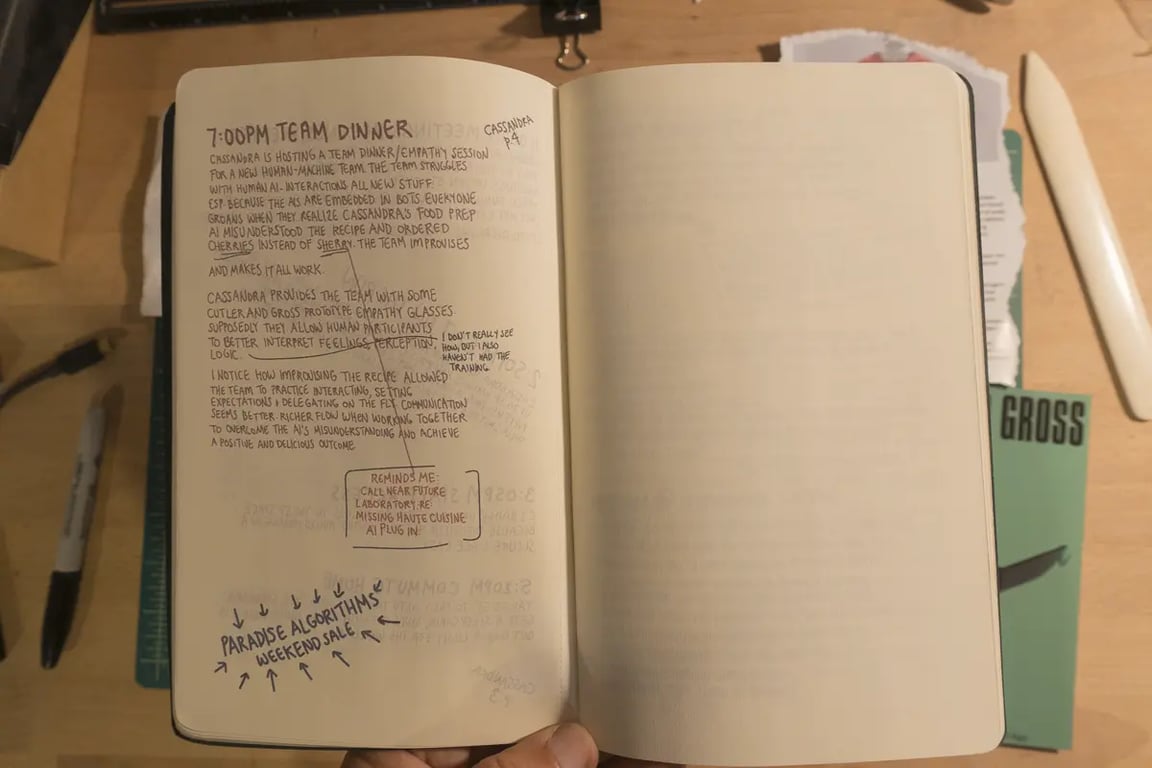 7:00PM TEAM DINNER
CASSANDRA
P.4
CASSANDRA IS HOSTING A TEAM DINNER/EMPATHY SESSION
FOR A NEW HUMAN-MACHINE TEAM. THE TEAM STRUGGLES
WITH HUMAN AI-INTERACTIONS ALL NEW STUFF.
ESP BECAUSE THE AIS ARE EMBEDDED IN BOTS EVERYONE
GROANS WHEN THEY REALIZE CASSANDRA'S FOOD PREP
AI MISUNDERSTOOD THE RECIPE AND ORDERED
CHERRIES INSTEAD OF SHERRY. THE TEAM IMPROVISES
AND MAKES IT ALL WORK.
CASSANDRA PROVIDES THE TEAM WITH SOME
CUTLER AND GROSS PROTOTYPE EMPATHY GLASSES.
SUPPOSEDLY THEY ALLOW HUMAN PARTICIPANTS
TO BETTER INTERPRET FEELINGS, PERCEPTION,
LOGIC.
I DON'T REALLY SEE
HOW, BUT I ALSO
HAVEN'T HAD THE
TRAINING.
I NOTICE HOW IMPROVISING THE RECIPE ALLOWED
THE TEAM TO PRACTICE INTERACTING, SETTING
EXPECTATIONS & DELEGATING ON THE FLY. COMMUNICATION
SEEMS BETTER. RICHER FLOW WHEN WORKING TOGETHER
TO OVERCOME THE AI'S MISUNDERSTANDING AND ACHIEVE
A POSITIVE AND DELICIOUS OUTCOME
REMINDS ME:
CALL NEAR FUTURE
LABORATORY RE:
MISSING HAUTE CUISINE
AI PLUG IN
PARADISE ALGORITHMS
WEEKEND SALE
GROSS